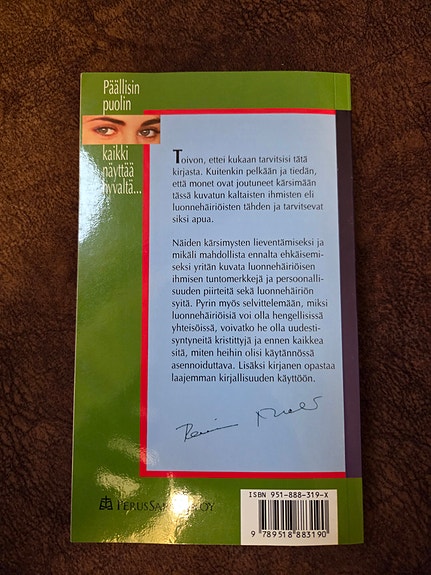 Päällisin
puolin
kaikki
näyttää
hyvältä...
Toivon, ettei kukaan tarvitsisi tätä
kirjasta. Kuitenkin pelkään ja tiedän,
että monet ovat joutuneet kärsimään
tässä kuvatun kaltaisten ihmisten eli
luonnehäiriöisten tähden ja tarvitsevat
siksi apua.
Näiden kärsimysten lieventämiseksi ja
mikäli mahdollista ennalta ehkäisemi-
seksi yritän kuvata luonnehäiriöisen
ihmisen tuntomerkkejä ja persoonalli-
suuden piirteitä sekä luonnehäiriön
syitä. Pyrin myös selvittelemään, miksi
luonnehäiriöisiä voi olla hengellisissä
yhteisöissä, voivatko he olla uudesti-
syntyneitä kristittyjä ja ennen kaikkea
sitä, miten heihin olisi käytännössä
asennoiduttava. Lisäksi kirjanen opastaa
laajemman kirjallisuuden käyttöön.
ISBN 951-888-319-X
OY
9 789518 883190